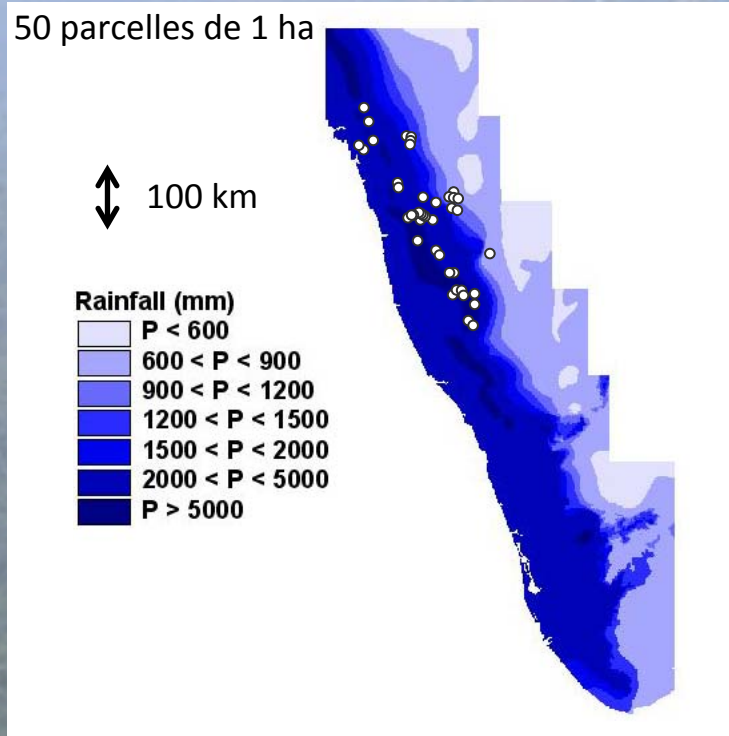 50 parcelles de 1 ha
100 km
Rainfall (mm)
P < 600
600 < P < 900
900 < P < 1200
1200 < P < 1500
1500 < P < 2000
2000 < P < 5000
P > 5000